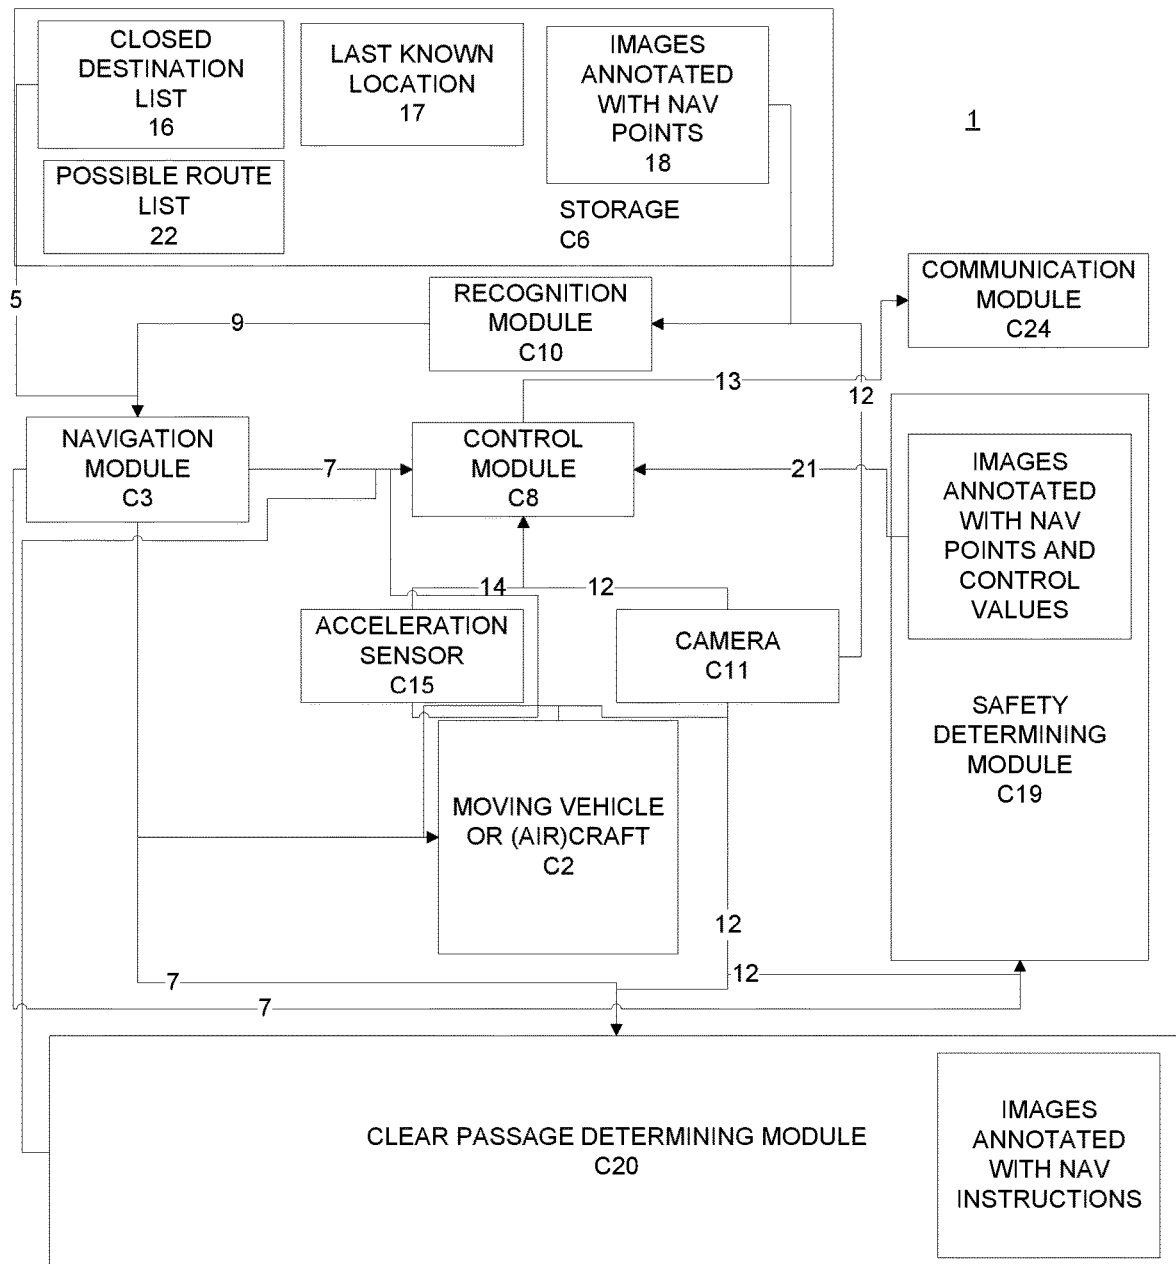 CLOSED
DESTINATION
LIST
16
LAST KNOWN
LOCATION
17
IMAGES
ANNOTATED
WITH NAV
POINTS
18
1
POSSIBLE ROUTE
LIST
22
STORAGE
C6
COMMUNICATION
MODULE
C24
5
9
RECOGNITION
MODULE
C10
13
12
NAVIGATION
MODULE
C3
7
CONTROL
MODULE
C8
21
IMAGES
ANNOTATED
WITH NAV
POINTS AND
CONTROL
VALUES
14
12
ACCELERATION
SENSOR
C15
CAMERA
C11
SAFETY
DETERMINING
MODULE
C19
MOVING VEHICLE
OR (AIR)CRAFT
C2
12
12
7
7
CLEAR PASSAGE DETERMINING MODULE
C20
IMAGES
ANNOTATED
WITH NAV
INSTRUCTIONS